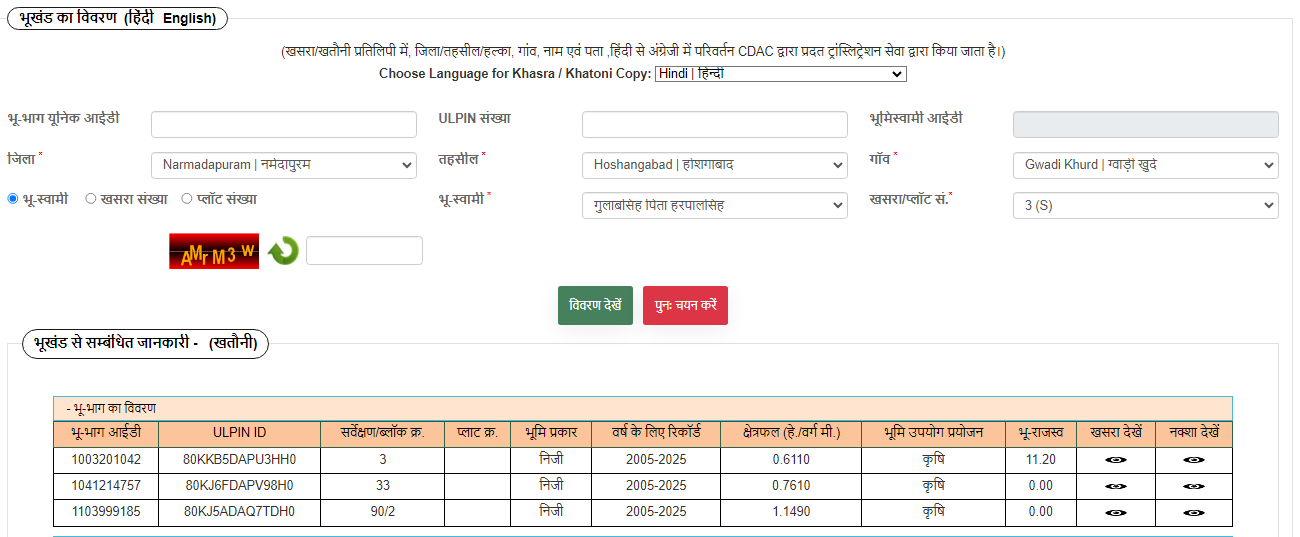 भूखंड का विवरण (हिंदी English)
(खसरा/खतौनी प्रतिलिपी में, जिला/तहसील/हल्का, गांव, नाम एवं पता ,हिंदी से अंग्रेजी में परिवर्तन CDAC द्वारा प्रदत ट्रांस्लिट्रेशन सेवा द्वारा किया जाता है।)
Choose Language for Khasra / Khatoni Copy: Hindi | हिन्दी
भू-भाग यूनिक आईडी ULPIN संख्या भूमिस्वामी आईडी
जिला * Narmadapuram | नर्मदापुरम तहसील * Hoshangabad | होशंगाबाद गाँव * Gwadi Khurd | ग्वाड़ी खुर्द
भू-स्वामी खसरा संख्या प्लॉट संख्या भू-स्वामी * गुलाबसिंह पिता हरपालसिंह खसरा/प्लॉट सं.* 3 (S)
AMrM3W
विवरण देखें पुनः चयन करें
भूखंड से सम्बंधित जानकारी - (खतौनी)
- भू-भाग का विवरण
भू-भाग आईडी ULPIN ID सर्वेक्षण/ब्लॉक क्र. प्लाट क्र. भूमि प्रकार वर्ष के लिए रिकॉर्ड क्षेत्रफल (हे./वर्ग मी.) भूमि उपयोग प्रयोजन भू-राजस्व खसरा देखें नक्शा देखें
1003201042 80KKB5DAPU3HH0 3 निजी 2005-2025 0.6110 कृषि 11.20
1041214757 80KJ6FDAPV98H0 33 निजी 2005-2025 0.7610 कृषि 0.00
1103999185 80KJ5ADAQ7TDH0 90/2 निजी 2005-2025 1.1490 कृषि 0.00